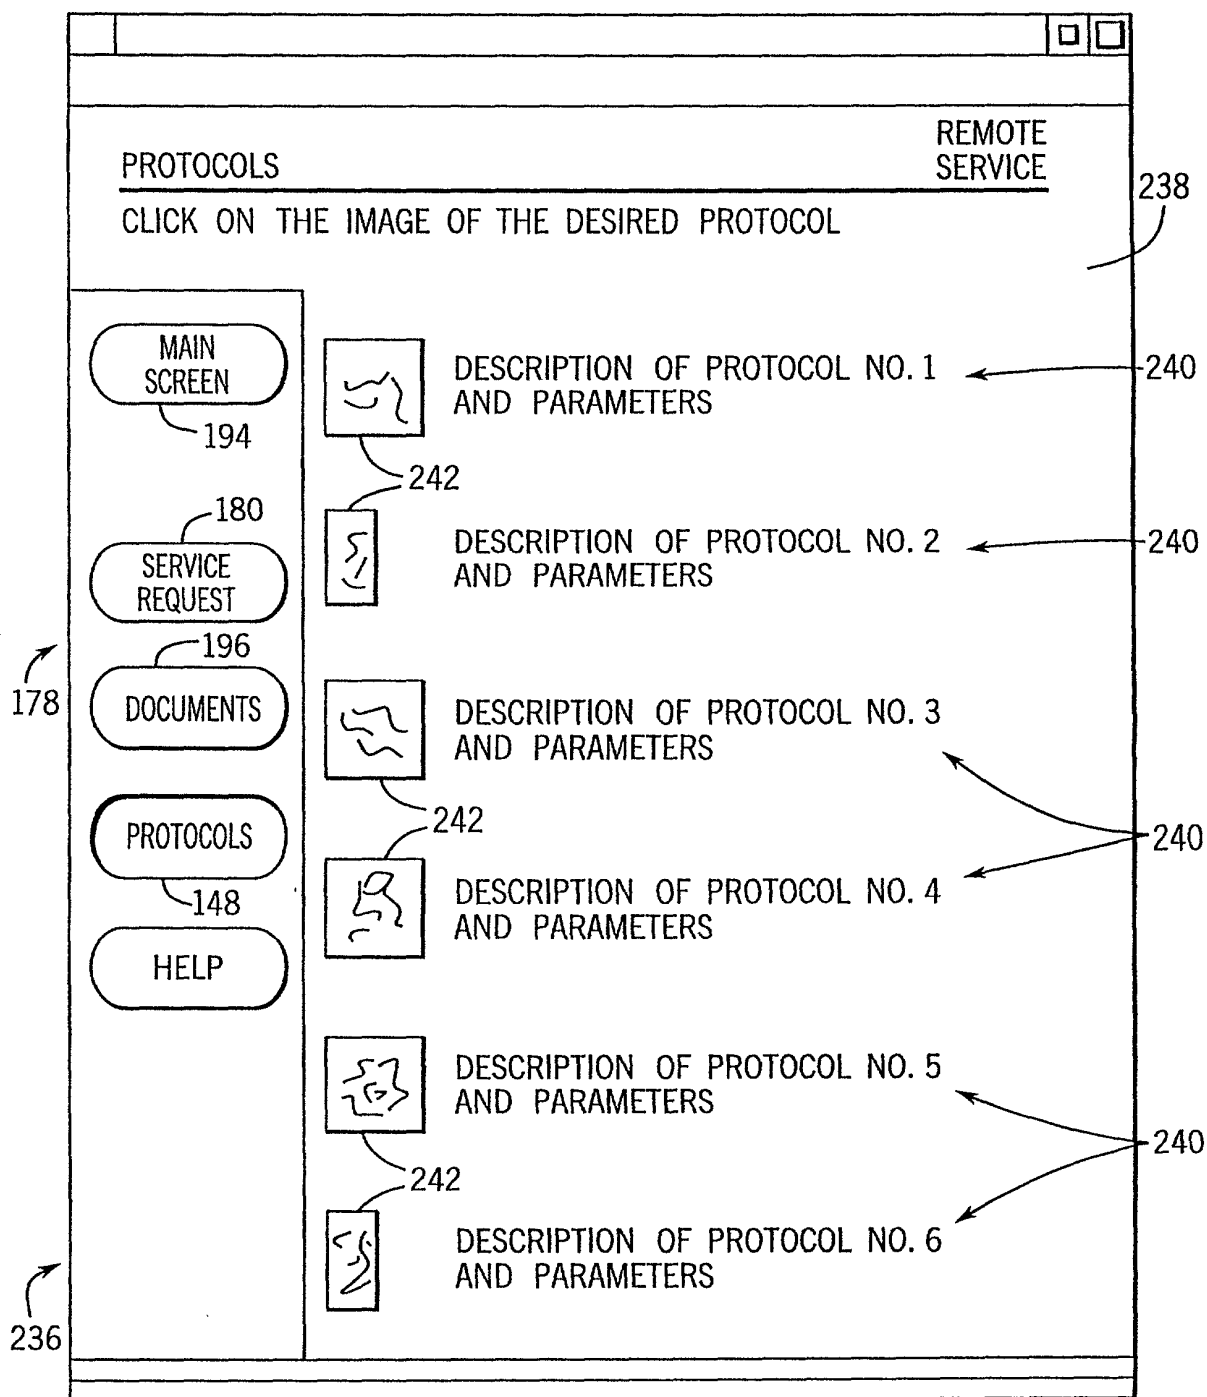 REMOTE
SERVICE
PROTOCOLS
CLICK ON THE IMAGE OF THE DESIRED PROTOCOL
238
MAIN
SCREEN
194
180
SERVICE
REQUEST
196
178
DOCUMENTS
PROTOCOLS
148
HELP
236
DESCRIPTION OF PROTOCOL NO. 1
AND PARAMETERS
240
242
DESCRIPTION OF PROTOCOL NO. 2
AND PARAMETERS
240
DESCRIPTION OF PROTOCOL NO. 3
AND PARAMETERS
242
240
DESCRIPTION OF PROTOCOL NO. 4
AND PARAMETERS
DESCRIPTION OF PROTOCOL NO. 5
AND PARAMETERS
242
240
DESCRIPTION OF PROTOCOL NO. 6
AND PARAMETERS